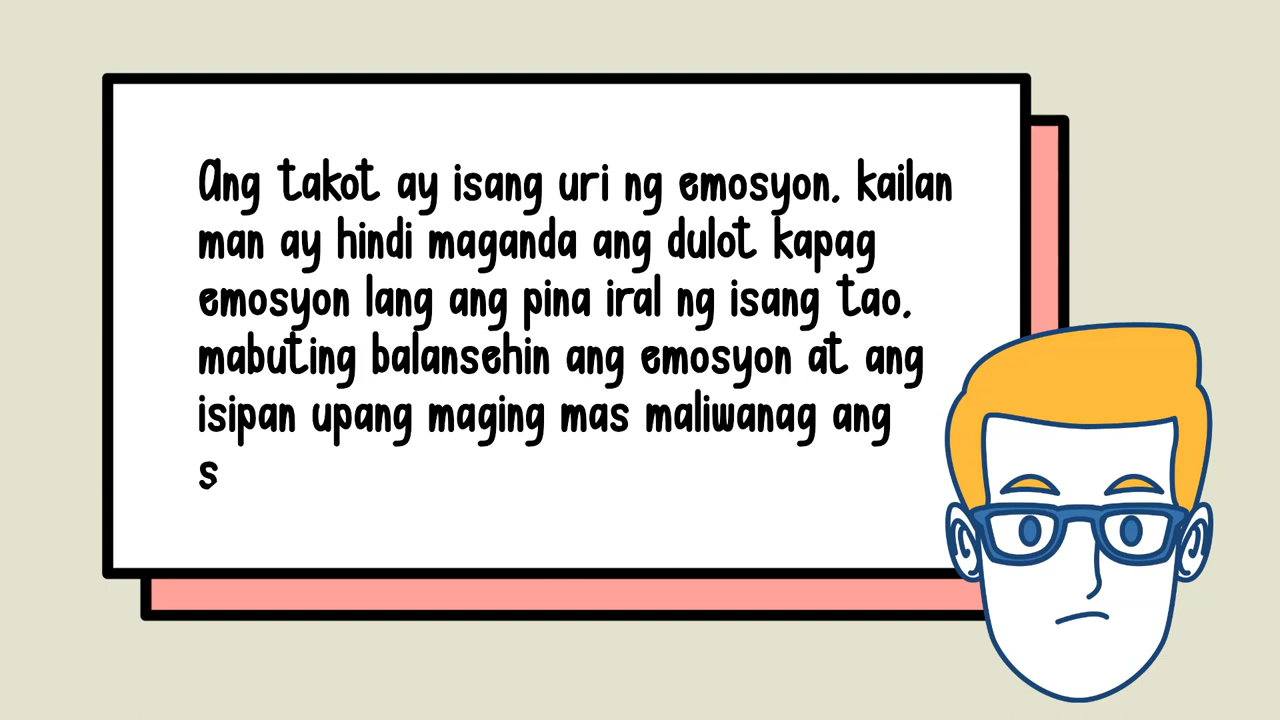 Ang takot ay isang uri ng emosyon, kailan
man ay hindi maganda ang dulot kapag
emosyon lang ang pina iral ng isang tao,
mabuting balansehin ang emosyon at ang
isipan upang maging mas maliwanag ang
s